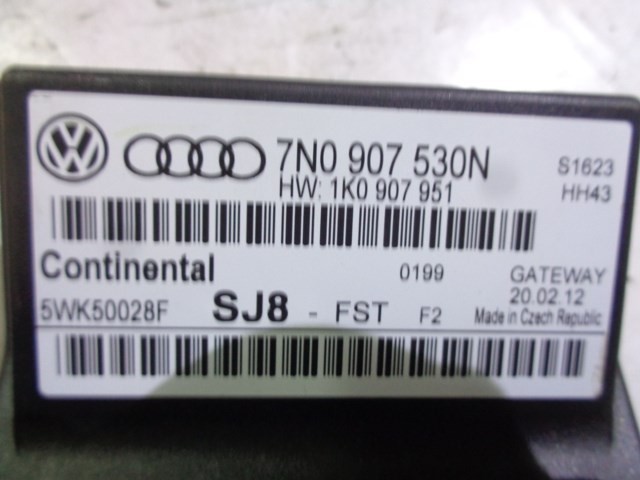 7N0 907 530N
S1623
HW: 1K0 907 951
HH43
Continental
0199
GATEWAY
20.02.12
5WK50028F
SJ8 - FST F2
Made in Czech Republic